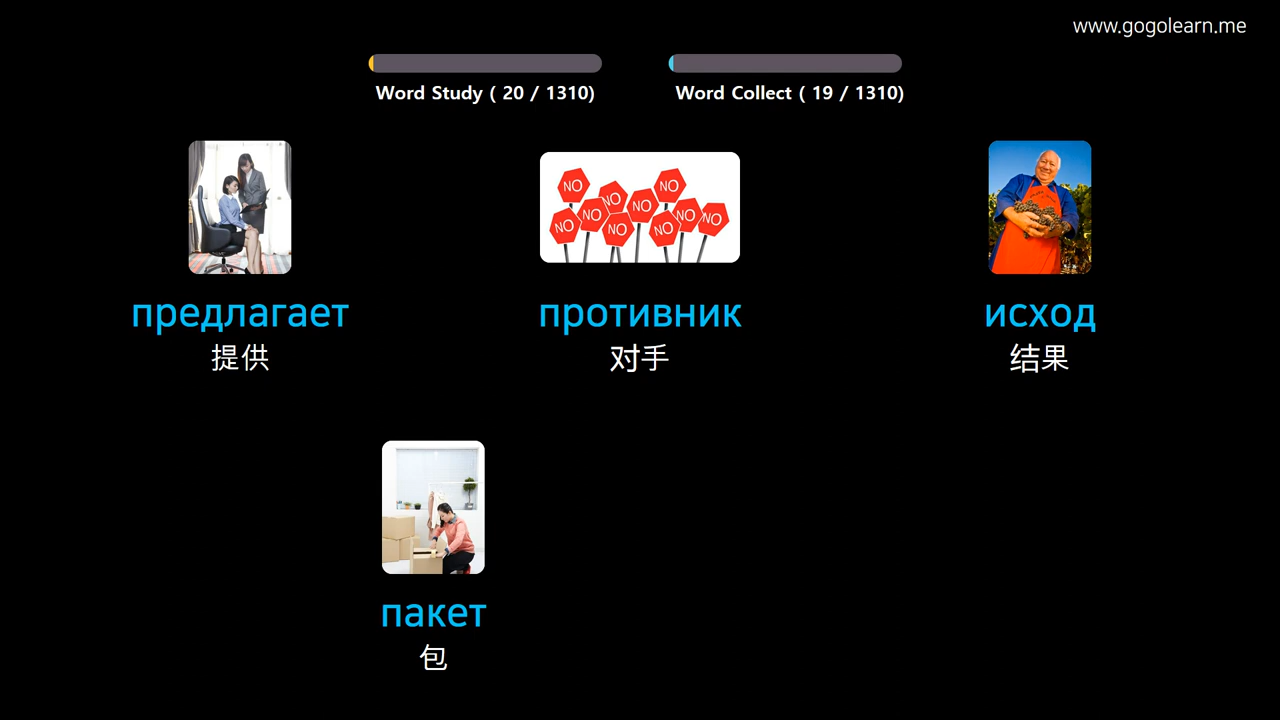 www.gogolearn.me
Word Study ( 20 / 1310)
Word Collect ( 19 / 1310)
NO NO NO NO NO NO NO NO NO NO
предлагает
противник
исход
提供
对手
结果
пакет
包